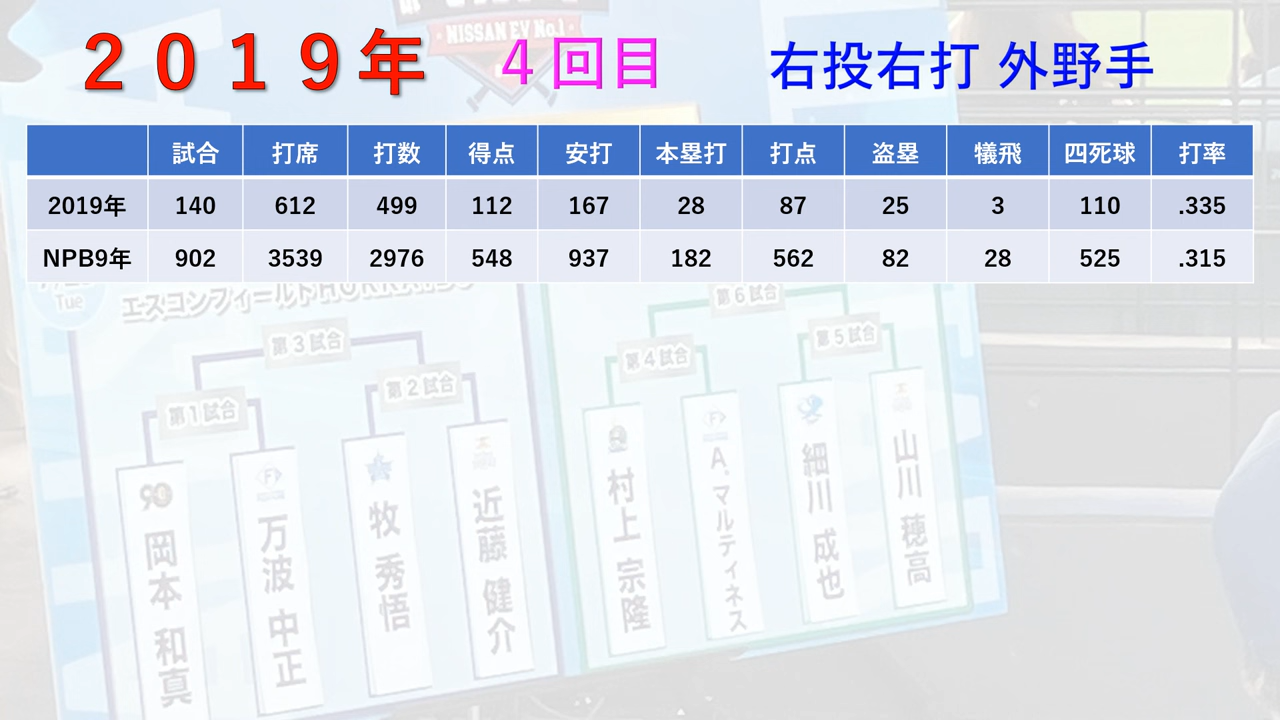 NISSAN EV No.1
2019年 4回目 右投右打 外野手
試合 打席 打数 得点 安打 本塁打 打点 盗塁 犠飛 四死球 打率
2019年 140 612 499 112 167 28 87 25 3 110 .335
NPB9年 902 3539 2976 548 937 182 562 82 28 525 .315
Tue
エスコンフィールドHOKKAIDO
第3試合
第1試合
第2試合
第6試合
第4試合
第5試合
90
岡本 和真
F
万波 中正
牧 秀悟
近藤 健介
村上 宗隆
F
A.マルティネス
細川 成也
山川 穂高